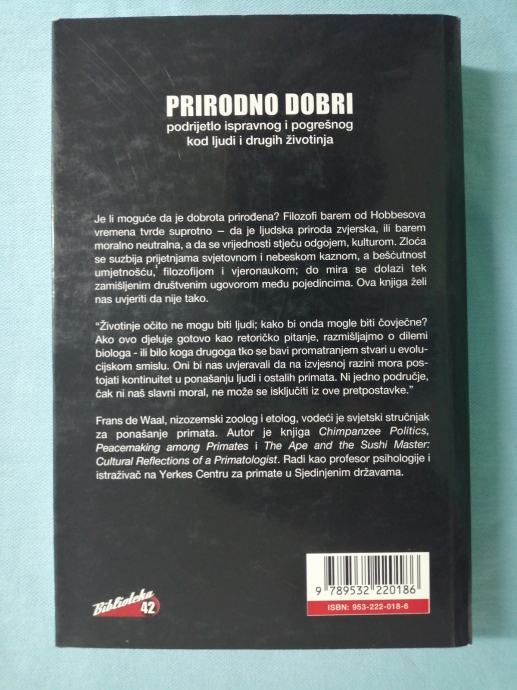 PRIRODNO DOBRI
podrijetlo ispravnog i pogrešnog
kod ljudi i drugih životinja
Je li moguće da je dobrota prirođena? Filozofi barem od Hobbesova
vremena tvrde suprotno – da je ljudska priroda zvjerska, ili barem
moralno neutralna, a da se vrijednosti stječu odgojem, kulturom. Zloća
se suzbija prijetnjama svjetovnom i nebeskom kaznom, a bešćutnost
umjetnošću, filozofijom i vjeronaukom; do mira se dolazi tek
zamišljenim društvenim ugovorom među pojedincima. Ova knjiga želi
nas uvjeriti da nije tako.
“Životinje očito ne mogu biti ljudi; kako bi onda mogle biti čovječne?
Ako ovo djeluje gotovo kao retoričko pitanje, razmišljajmo o dilemi
biologa - ili bilo koga drugoga tko se bavi promatranjem stvari u evolu-
cijskom smislu. Oni bi nas uvjeravali da na izvjesnoj razini mora pos-
tojati kontinuitet u ponašanju ljudi i ostalih primata. Ni jedno područje,
čak ni naš slavni moral, ne može se isključiti iz ove pretpostavke.”
Frans de Waal, nizozemski zoolog i etolog, vodeći je svjetski stručnjak
za ponašanje primata. Autor je knjiga Chimpanzee Politics,
Peacemaking among Primates i The Ape and the Sushi Master:
Cultural Reflections of a Primatologist. Radi kao profesor psihologije i
istraživač na Yerkes Centru za primate u Sjedinjenim državama.
Biblioteka
42
9 789532 220186
ISBN: 953-222-018-6